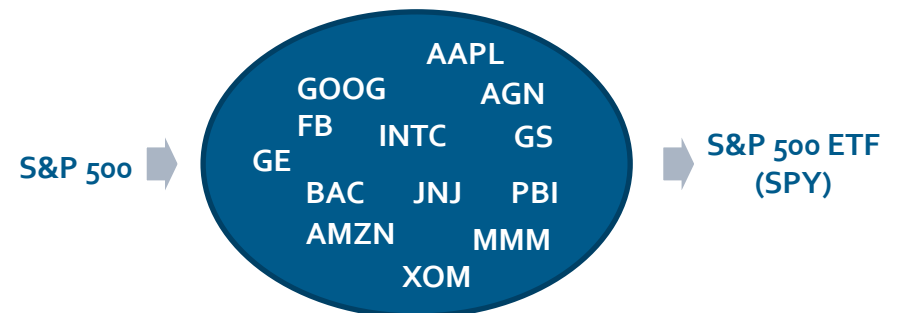 S&P 500
AAPL
GOOG
AGN
FB
INTC
GS
GE
BAC
JNJ
PBI
AMZN
MMM
XOM
S&P 500 ETF
(SPY)